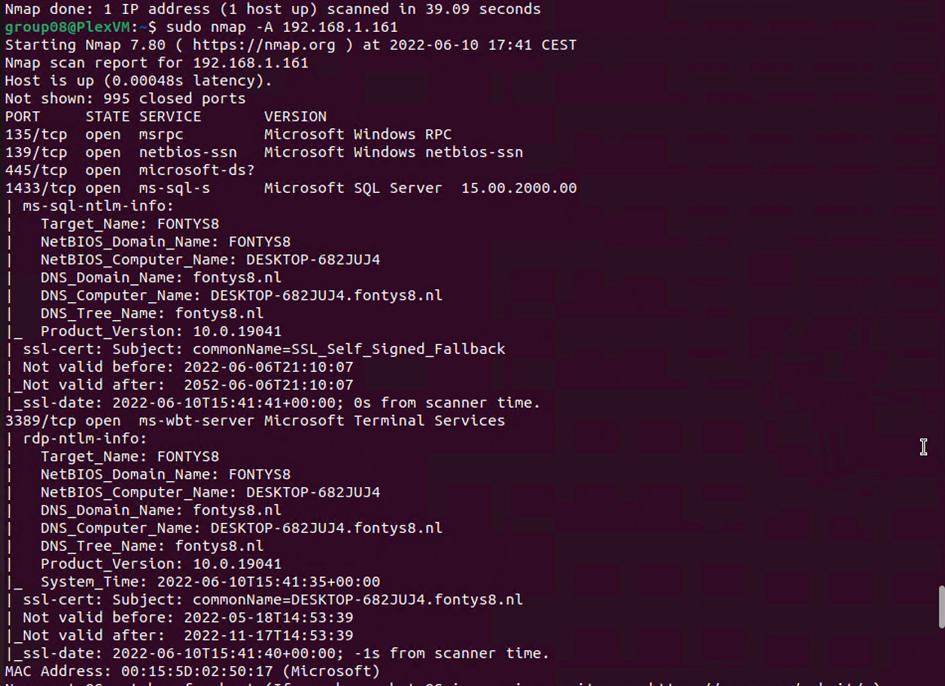 Nmap done: 1 IP address (1 host up) scanned in 39.09 seconds
group08@PlexVM:~$ sudo nmap -A 192.168.1.161
Starting Nmap 7.80 ( https://nmap.org ) at 2022-06-10 17:41 CEST
Nmap scan report for 192.168.1.161
Host is up (0.00048s latency).
Not shown: 995 closed ports
PORT     STATE SERVICE       VERSION
135/tcp  open  msrpc         Microsoft Windows RPC
139/tcp  open  netbios-ssn   Microsoft Windows netbios-ssn
445/tcp  open  microsoft-ds?
1433/tcp open  ms-sql-s      Microsoft SQL Server  15.00.2000.00
| ms-sql-ntlm-info:
|   Target_Name: FONTYS8
|   NetBIOS_Domain_Name: FONTYS8
|   NetBIOS_Computer_Name: DESKTOP-682JUJ4
|   DNS_Domain_Name: fontys8.nl
|   DNS_Computer_Name: DESKTOP-682JUJ4.fontys8.nl
|   DNS_Tree_Name: fontys8.nl
|_  Product_Version: 10.0.19041
| ssl-cert: Subject: commonName=SSL_Self_Signed_Fallback
| Not valid before: 2022-06-06T21:10:07
|_Not valid after:  2052-06-06T21:10:07
|_ssl-date: 2022-06-10T15:41:41+00:00; 0s from scanner time.
3389/tcp open  ms-wbt-server Microsoft Terminal Services
| rdp-ntlm-info:
|   Target_Name: FONTYS8
|   NetBIOS_Domain_Name: FONTYS8
|   NetBIOS_Computer_Name: DESKTOP-682JUJ4
|   DNS_Domain_Name: fontys8.nl
|   DNS_Computer_Name: DESKTOP-682JUJ4.fontys8.nl
|   DNS_Tree_Name: fontys8.nl
|   Product_Version: 10.0.19041
|_  System_Time: 2022-06-10T15:41:35+00:00
| ssl-cert: Subject: commonName=DESKTOP-682JUJ4.fontys8.nl
| Not valid before: 2022-05-18T14:53:39
|_Not valid after:  2022-11-17T14:53:39
|_ssl-date: 2022-06-10T15:41:40+00:00; -1s from scanner time.
MAC Address: 00:15:5D:02:50:17 (Microsoft)